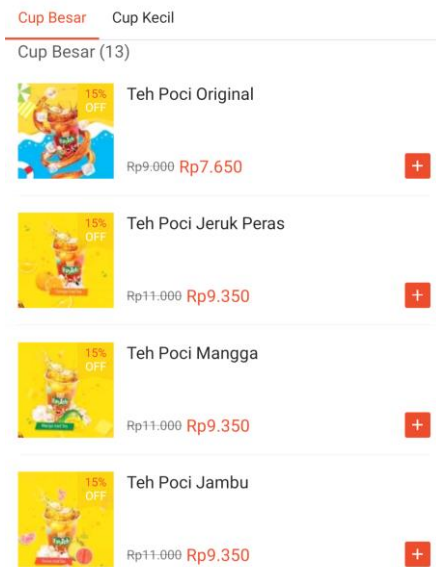 Cup Besar Cup Kecil
Cup Besar (13)
15%
OFF
Teh Poci Original
Rp9.000 Rp7.650
+
15%
OFF
Teh Poci Jeruk Peras
Rp11.000 Rp9.350
+
15%
OFF
Teh Poci Mangga
Rp11.000 Rp9.350
+
15%
OFF
Teh Poci Jambu
Rp11.000 Rp9.350
+